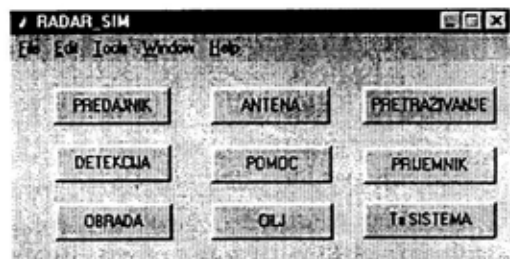 RADAR_SIM
File Edit Tools Window Help
PREDAJNIK ANTENA PRETRAZIVANJE
DETEKCIJA POMOC PRIJEMNIK
OBRADA CILJ SISTEMA